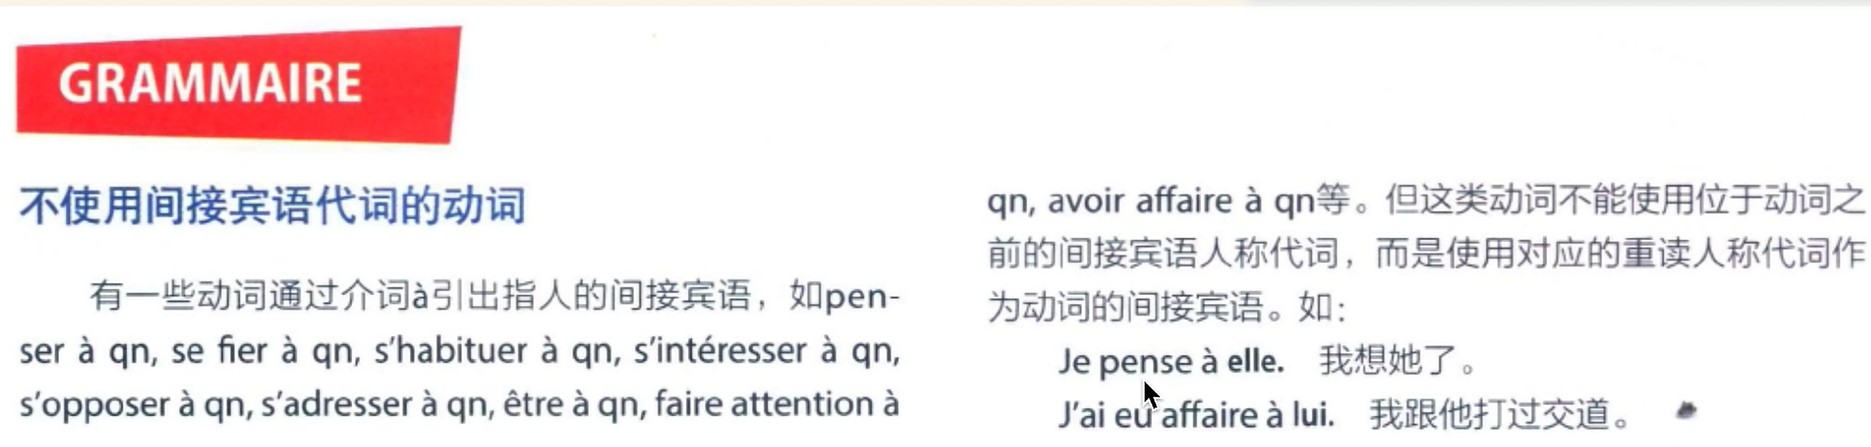 GRAMMAIRE
不使用间接宾语代词的动词
有一些动词通过介词à引出指人的间接宾语，如pen-
ser à qn, se fier à qn, s'habituer à qn, s'intéresser à qn,
s'opposer à qn, s'adresser à qn, être à qn, faire attention à
qn, avoir affaire à qn等。但这类动词不能使用位于动词之
前的间接宾语人称代词，而是使用对应的重读人称代词作
为动词的间接宾语。如：
Je pense à elle. 我想她了。
J'ai eu affaire à lui. 我跟他打过交道。